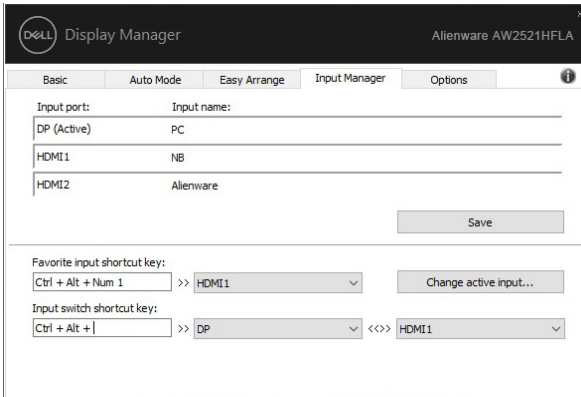 DELL Display Manager Alienware AW2521HFLA
Basic Auto Mode Easy Arrange Input Manager Options i
Input port: Input name:
DP (Active) PC
HDMI1 NB
HDMI2 Alienware
Save
Favorite input shortcut key:
Ctrl + Alt + Num 1 >> HDMI1 Change active input...
Input switch shortcut key:
Ctrl + Alt + >> DP <<>> HDMI1